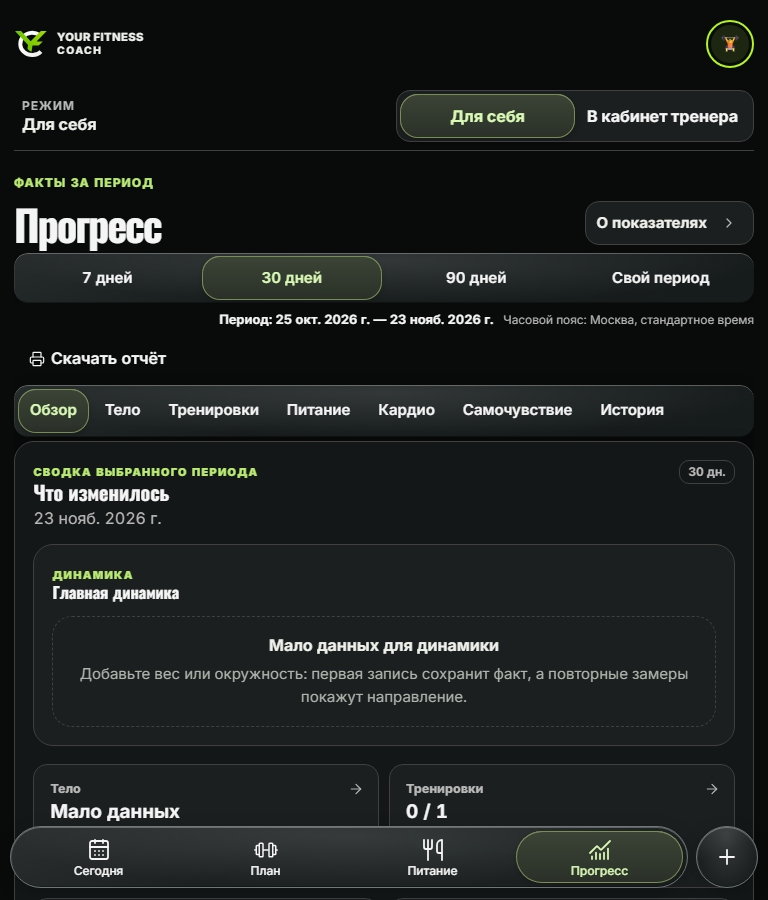 YOUR FITNESS
COACH
РЕЖИМ
Для себя
Для себя
В кабинет тренера
ФАКТЫ ЗА ПЕРИОД
Прогресс
О показателях
7 дней
30 дней
90 дней
Свой период
Период: 25 окт. 2026 г. — 23 нояб. 2026 г. Часовой пояс: Москва, стандартное время
Скачать отчёт
Обзор
Тело
Тренировки
Питание
Кардио
Самочувствие
История
СВОДКА ВЫБРАННОГО ПЕРИОДА
30 дн.
Что изменилось
23 нояб. 2026 г.
ДИНАМИКА
Главная динамика
Мало данных для динамики
Добавьте вес или окружность: первая запись сохранит факт, а повторные замеры
покажут направление.
Тело
Мало данных
Тренировки
0 / 1
Сегодня
План
Питание
Прогресс